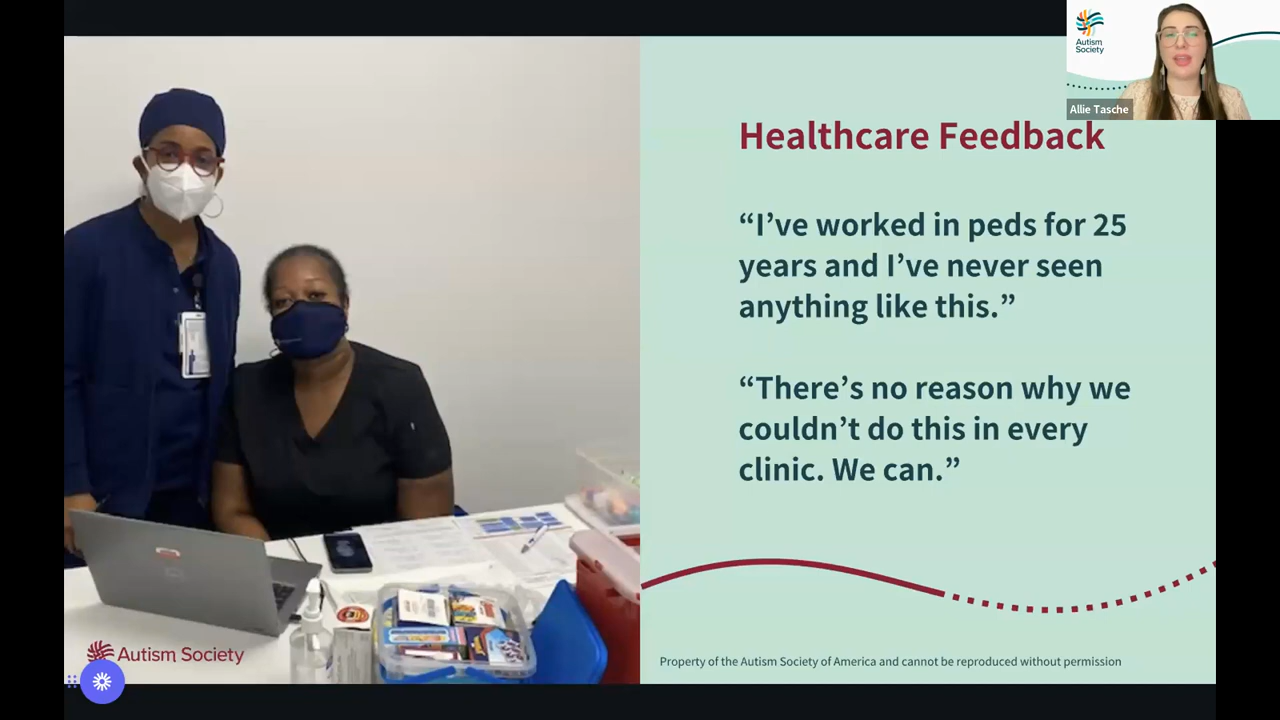 Autism
Society
Allie Tasche
Healthcare Feedback
“I’ve worked in peds for 25
years and I’ve never seen
anything like this.”
“There’s no reason why we
couldn’t do this in every
clinic. We can.”
Autism Society
Property of the Autism Society of America and cannot be reproduced without permission